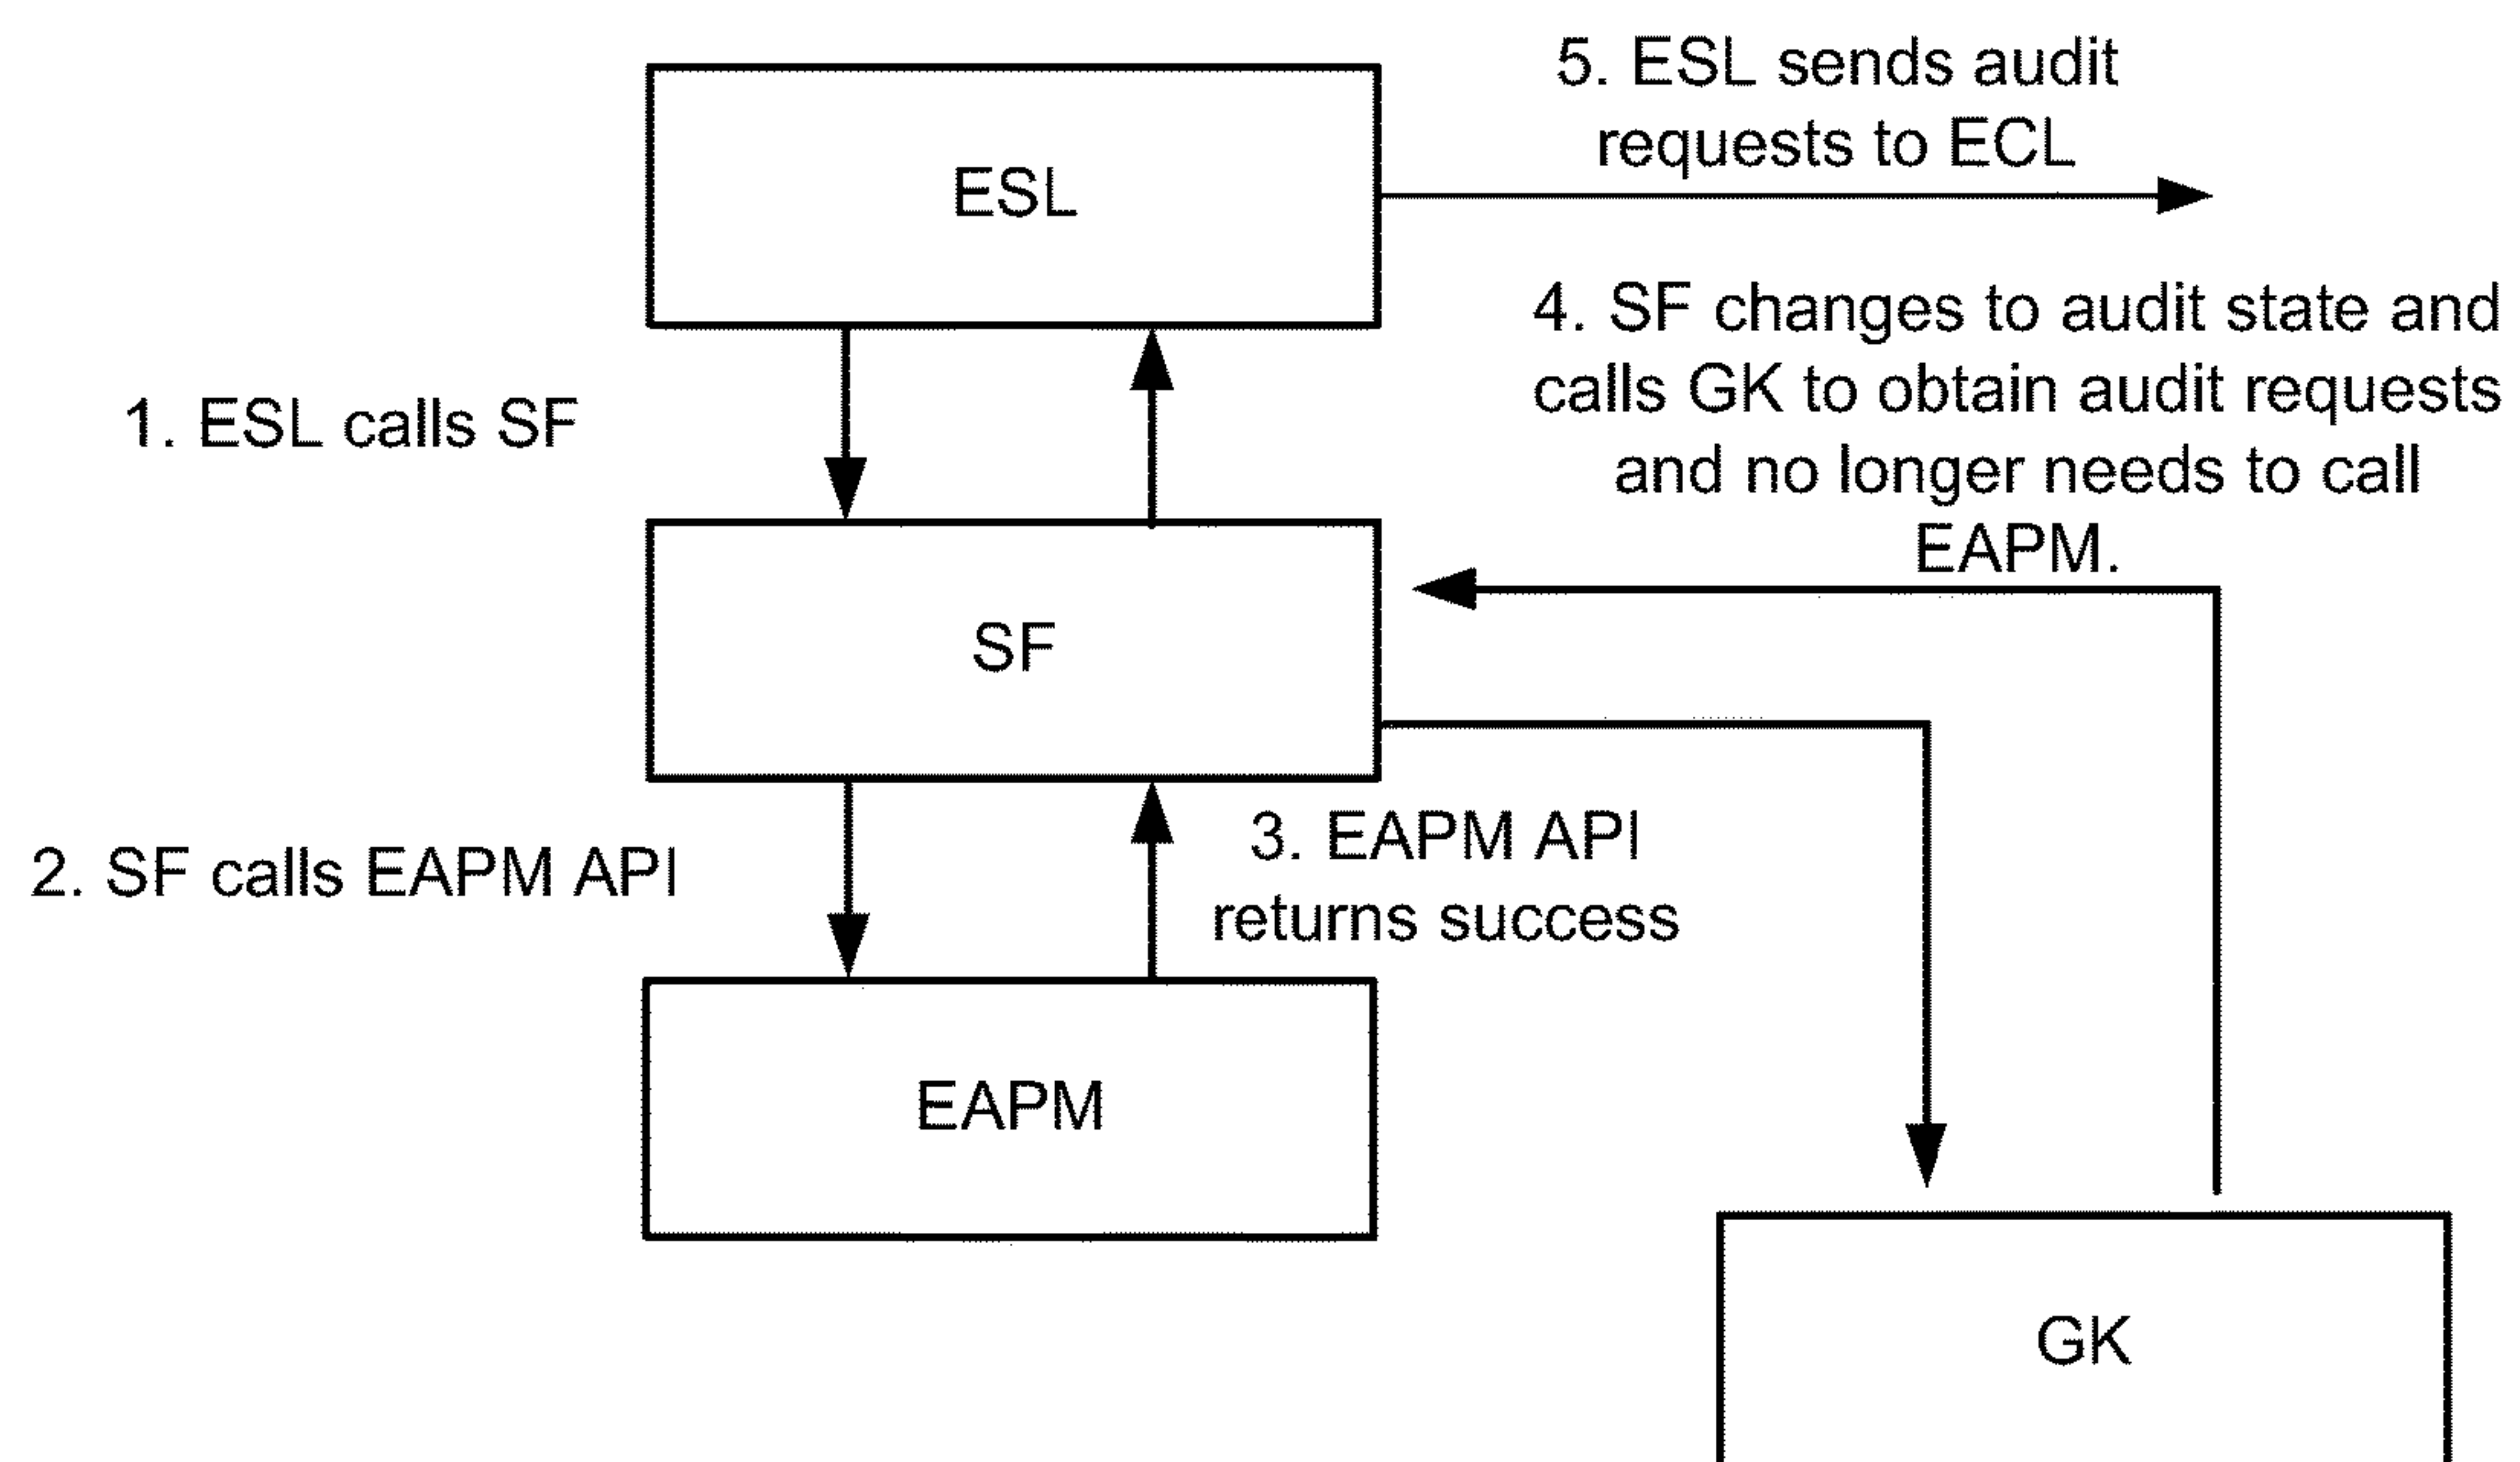 5. ESL sends audit
requests to ECL
ESL
4. SF changes to audit state and
calls GK to obtain audit requests
and no longer needs to call
EAPM.
1. ESL calls SF
SF
3. EAPM API
returns success
2. SF calls EAPM API
EAPM
GK